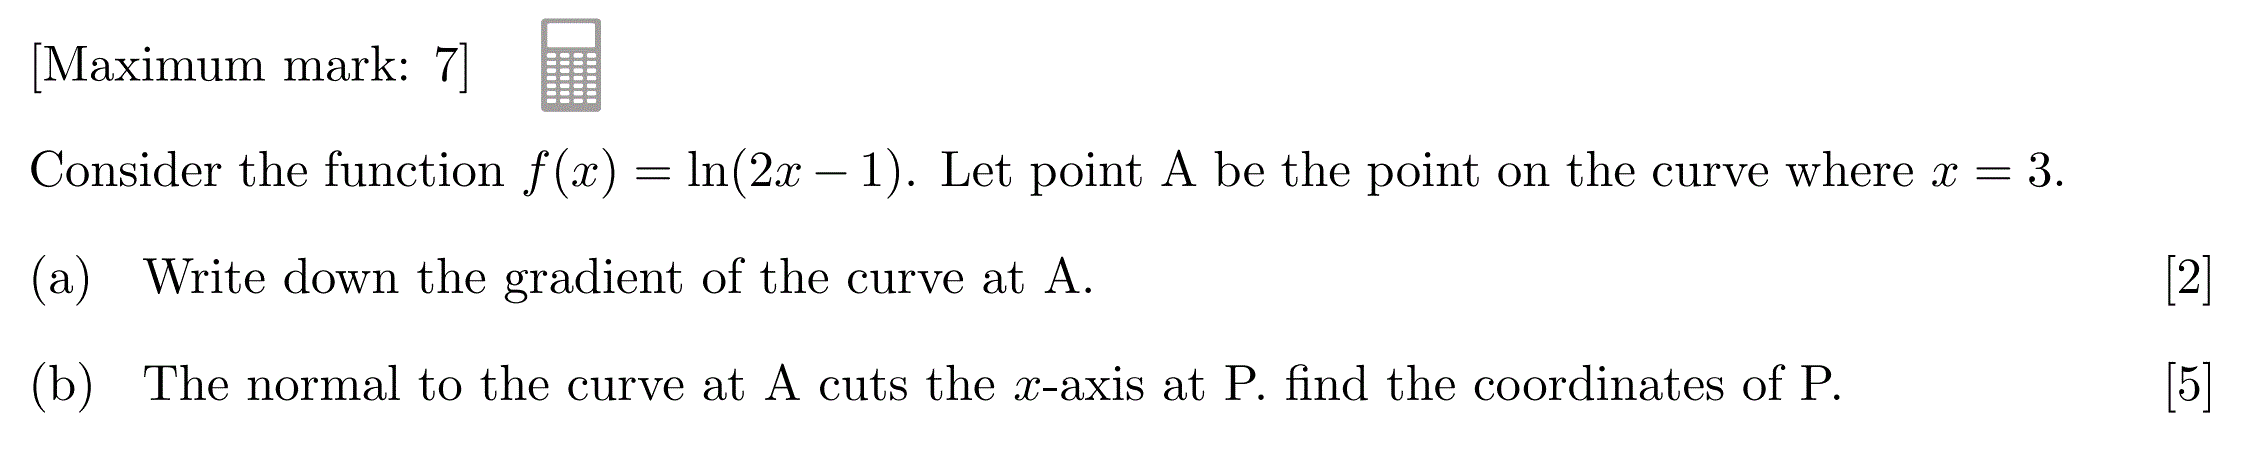 [Maximum mark: 7]
Consider the function f(x) = ln(2x − 1). Let point A be the point on the curve where x = 3.
(a) Write down the gradient of the curve at A. [2]
(b) The normal to the curve at A cuts the x-axis at P. find the coordinates of P. [5]